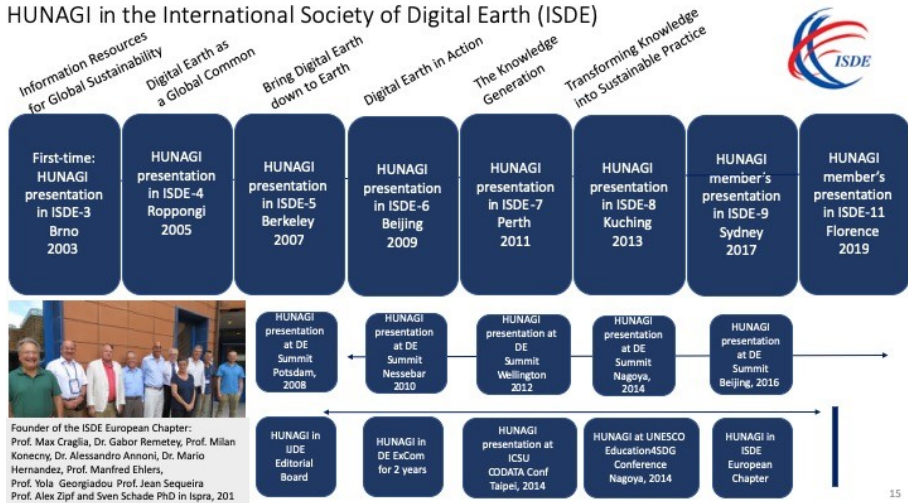 HUNAGI in the International Society of Digital Earth (ISDE)
Information Resources
for Global Sustainability
Digital Earth as
a Global Common
Bring Digital Earth
down to Earth
Digital Earth in Action
The Knowledge
Generation
Transforming Knowledge
into Sustainable Practice
ISDE
First-time:
HUNAGI
presentation
in ISDE-3
Brno
2003
HUNAGI
presentation
in ISDE-4
Roppongi
2005
HUNAGI
presentation
in ISDE-5
Berkeley
2007
HUNAGI
presentation
in ISDE-6
Beijing
2009
HUNAGI
presentation
in ISDE-7
Perth
2011
HUNAGI
presentation
in ISDE-8
Kuching
2013
HUNAGI
member´s
presentation
in ISDE-9
Sydney
2017
HUNAGI
member's
presentation
in ISDE-11
Florence
2019
HUNAGI
presentation
at DE
Summit
Potsdam,
2008
HUNAGI
presentation
at DE
Summit
Nessebar
2010
HUNAGI
presentation at
DE
Summit
Wellington
2012
HUNAGI
presentation at
DE
Summit
Nagoya,
2014
HUNAGI
presentation
at DE
Summit
Beijing, 2016
Founder of the ISDE European Chapter:
Prof. Max Craglia, Dr. Gabor Remetey, Prof. Milan
Konecny, Dr. Alessandro Annoni, Dr. Mario
Hernandez, Prof. Manfred Ehlers,
Prof. Yola Georgiadou Prof. Jean Sequeira
Prof. Alex Zipf and Sven Schade PhD in Ispra, 201
HUNAGI in
IJDE
Editorial
Board
HUNAGI in
DE ExCom
for 2 years
HUNAGI
presentation at
ICSU
CODATA Conf
Taipei, 2014
HUNAGI at UNESCO
Education4SDG
Conference
Nagoya, 2014
HUNAGI in
ISDE
European
Chapter
15